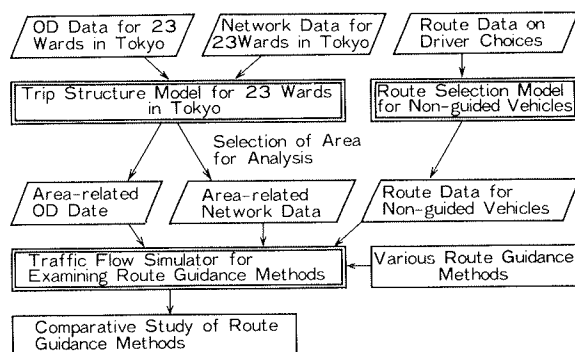 OD Data for 23
Wards in Tokyo
Network Data for
23Wards in Tokyo
Route Data on
Driver Choices
Trip Structure Model for 23 Wards
in Tokyo
Route Selection Model
for Non-guided Vehicles
Selection of Area
for Analysis
Area-related
OD Date
Area-related
Network Data
Route Data for
Non-guided Vehicles
Traffic Flow Simulator for
Examining Route Guidance Methods
Various Route Guidance
Methods
Comparative Study of Route
Guidance Methods